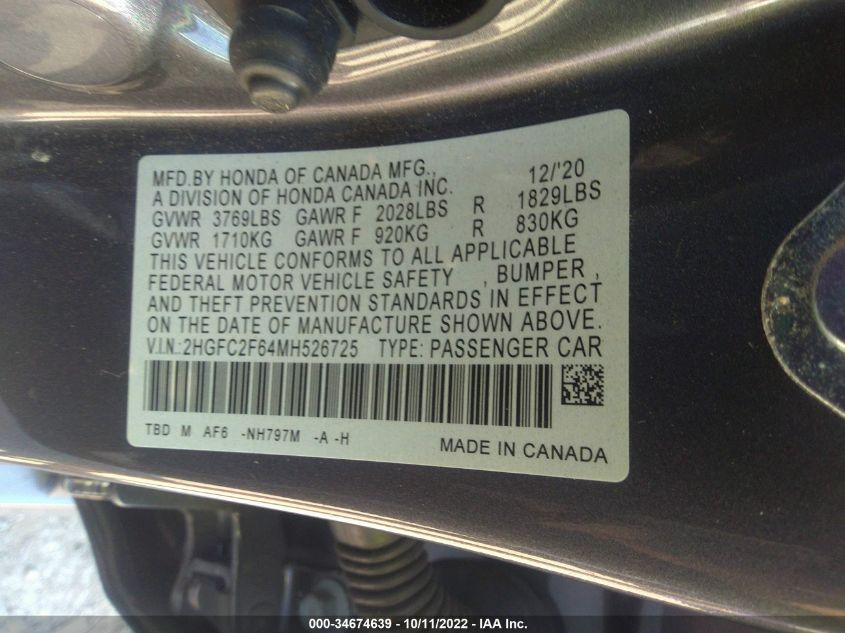 MFD.BY HONDA OF CANADA MFG., 12/'20
A DIVISION OF HONDA CANADA INC.
GVWR 3769LBS GAWR F 2028LBS R 1829LBS
GVWR 1710KG GAWR F 920KG R 830KG
THIS VEHICLE CONFORMS TO ALL APPLICABLE
FEDERAL MOTOR VEHICLE SAFETY , BUMPER ,
AND THEFT PREVENTION STANDARDS IN EFFECT
ON THE DATE OF MANUFACTURE SHOWN ABOVE.
V.I.N.:2HGFC2F64MH526725 TYPE: PASSENGER CAR
TBD M AF6 -NH797M -A -H
MADE IN CANADA
000-34674639 - 10/11/2022 - IAA Inc.